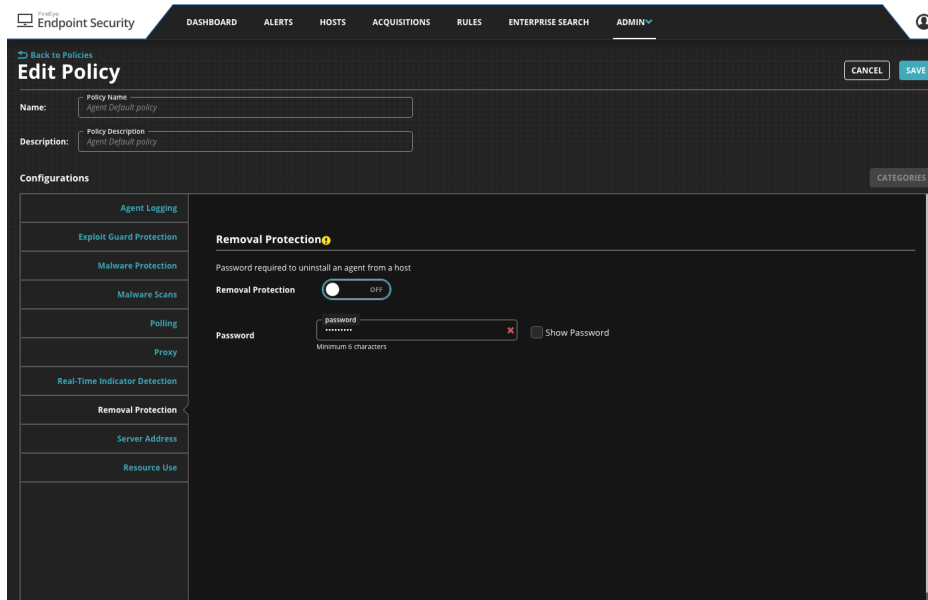 FireEye
Endpoint Security
DASHBOARD ALERTS HOSTS ACQUISITIONS RULES ENTERPRISE SEARCH ADMIN
Back to Policies
Edit Policy
CANCEL SAVE
Name:
Policy Name
Agent Default policy
Description:
Policy Description
Agent Default policy
Configurations
CATEGORIES
Agent Logging
Exploit Guard Protection
Malware Protection
Malware Scans
Polling
Proxy
Real-Time Indicator Detection
Removal Protection
Server Address
Resource Use
Removal Protection
Password required to uninstall an agent from a host
Removal Protection OFF
password
Password ••••••••• Show Password
Minimum 6 characters